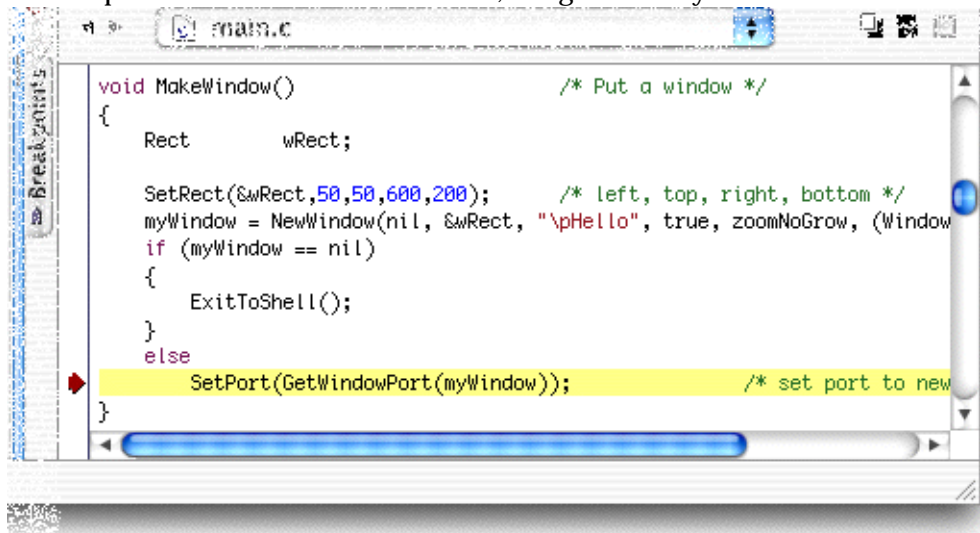 main.c
Breakpoints
void MakeWindow() /* Put a window */
{
Rect wRect;
SetRect(&wRect,50,50,600,200); /* left, top, right, bottom */
myWindow = NewWindow(nil, &wRect, "\pHello", true, zoomNoGrow, (Window
if (myWindow == nil)
{
ExitToShell();
}
else
SetPort(GetWindowPort(myWindow)); /* set port to new
}